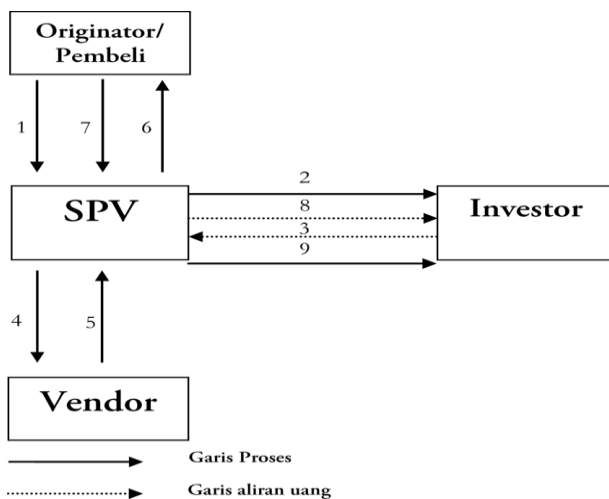 Originator/
Pembeli
1
7
6
2
SPV
8
Investor
3
9
4
5
Vendor
Garis Proses
Garis aliran uang